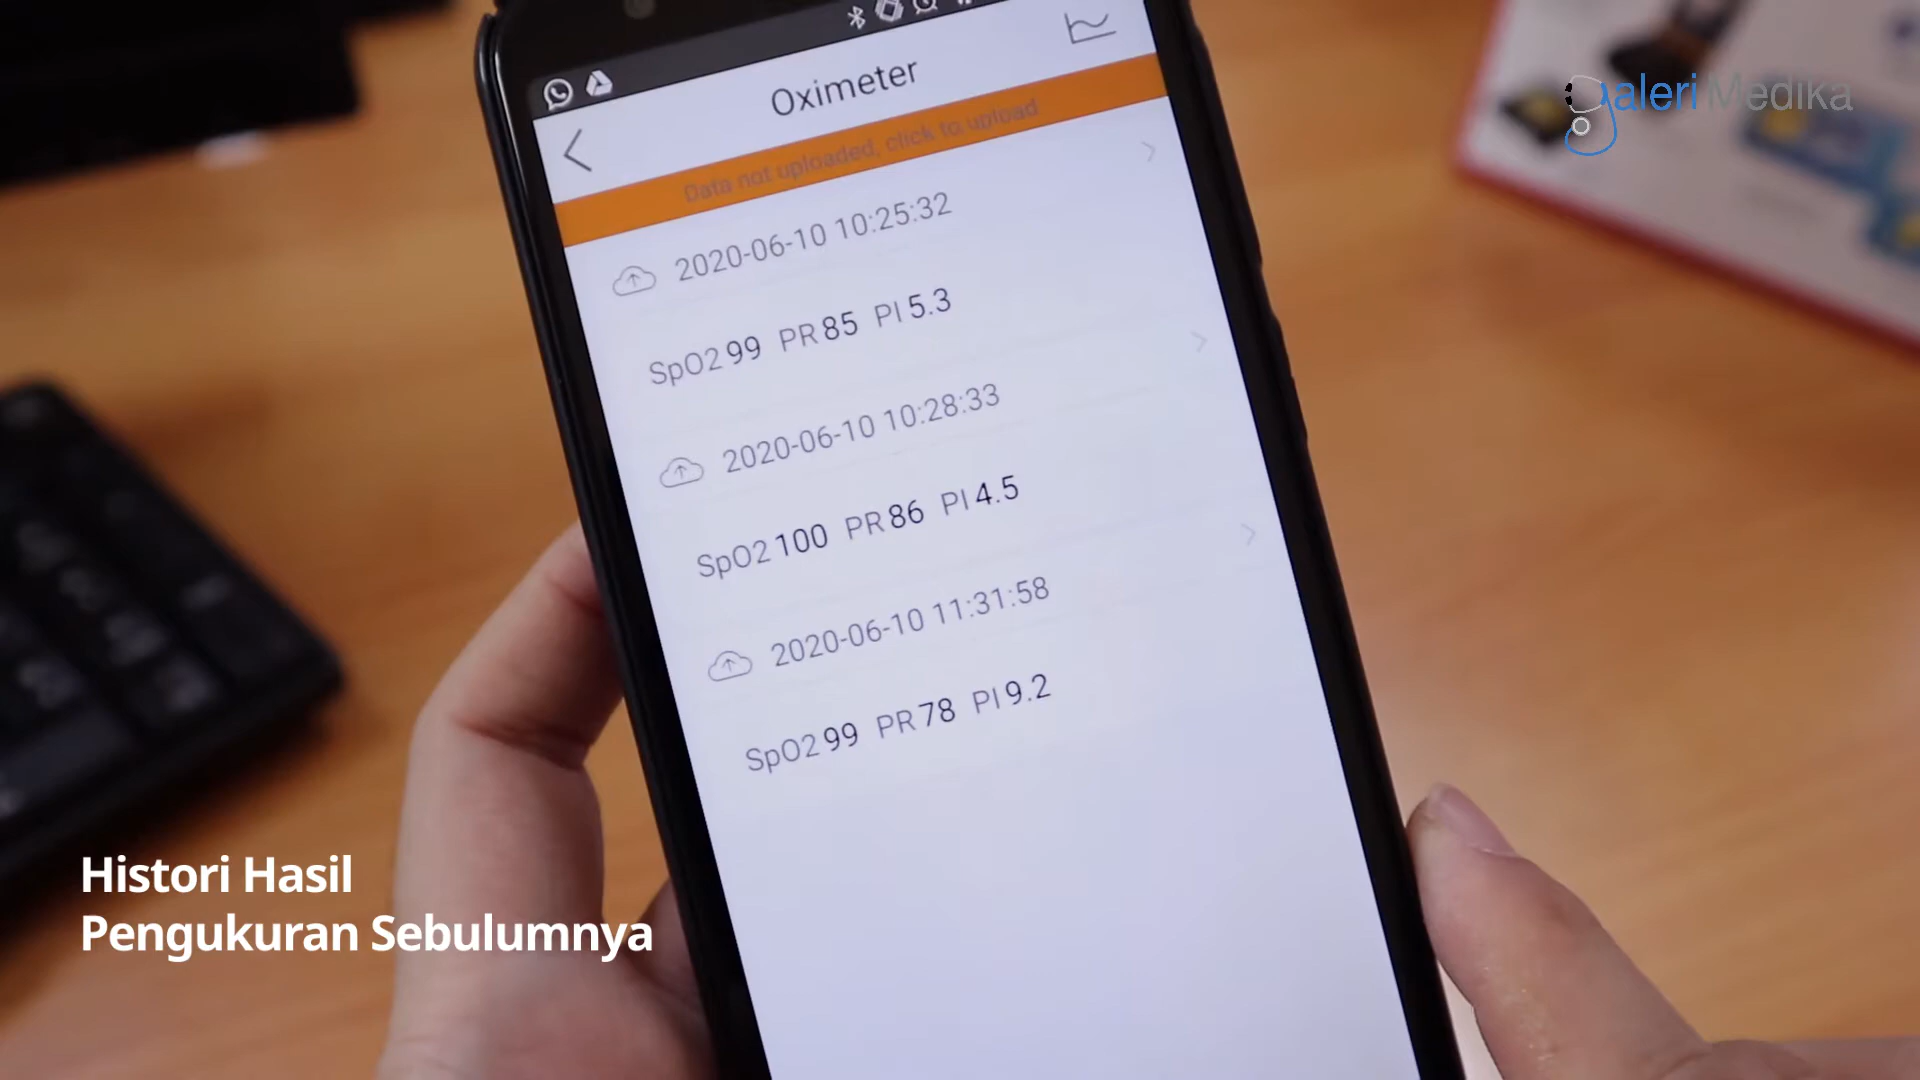 Oximeter
Data not uploaded, click to upload
2020-06-10 10:25:32
SpO2 99 PR 85 PI 5.3
2020-06-10 10:28:33
SpO2 100 PR 86 PI 4.5
2020-06-10 11:31:58
SpO2 99 PR 78 PI 9.2
galeri Medika
Histori Hasil
Pengukuran Sebulumnya